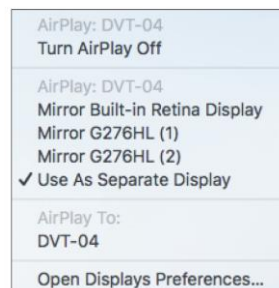 AirPlay: DVT-04
Turn AirPlay Off
AirPlay: DVT-04
Mirror Built-in Retina Display
Mirror G276HL (1)
Mirror G276HL (2)
✓ Use As Separate Display
AirPlay To:
DVT-04
Open Displays Preferences...